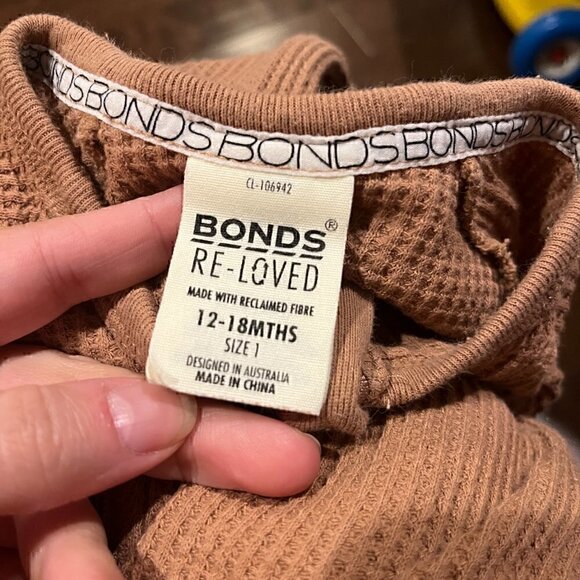 BONDSBONDSBONDSBONDSBONDS
CL-106942
BONDS®
RE-LOVED
MADE WITH RECLAIMED FIBRE
12-18MTHS
SIZE 1
DESIGNED IN AUSTRALIA
MADE IN CHINA